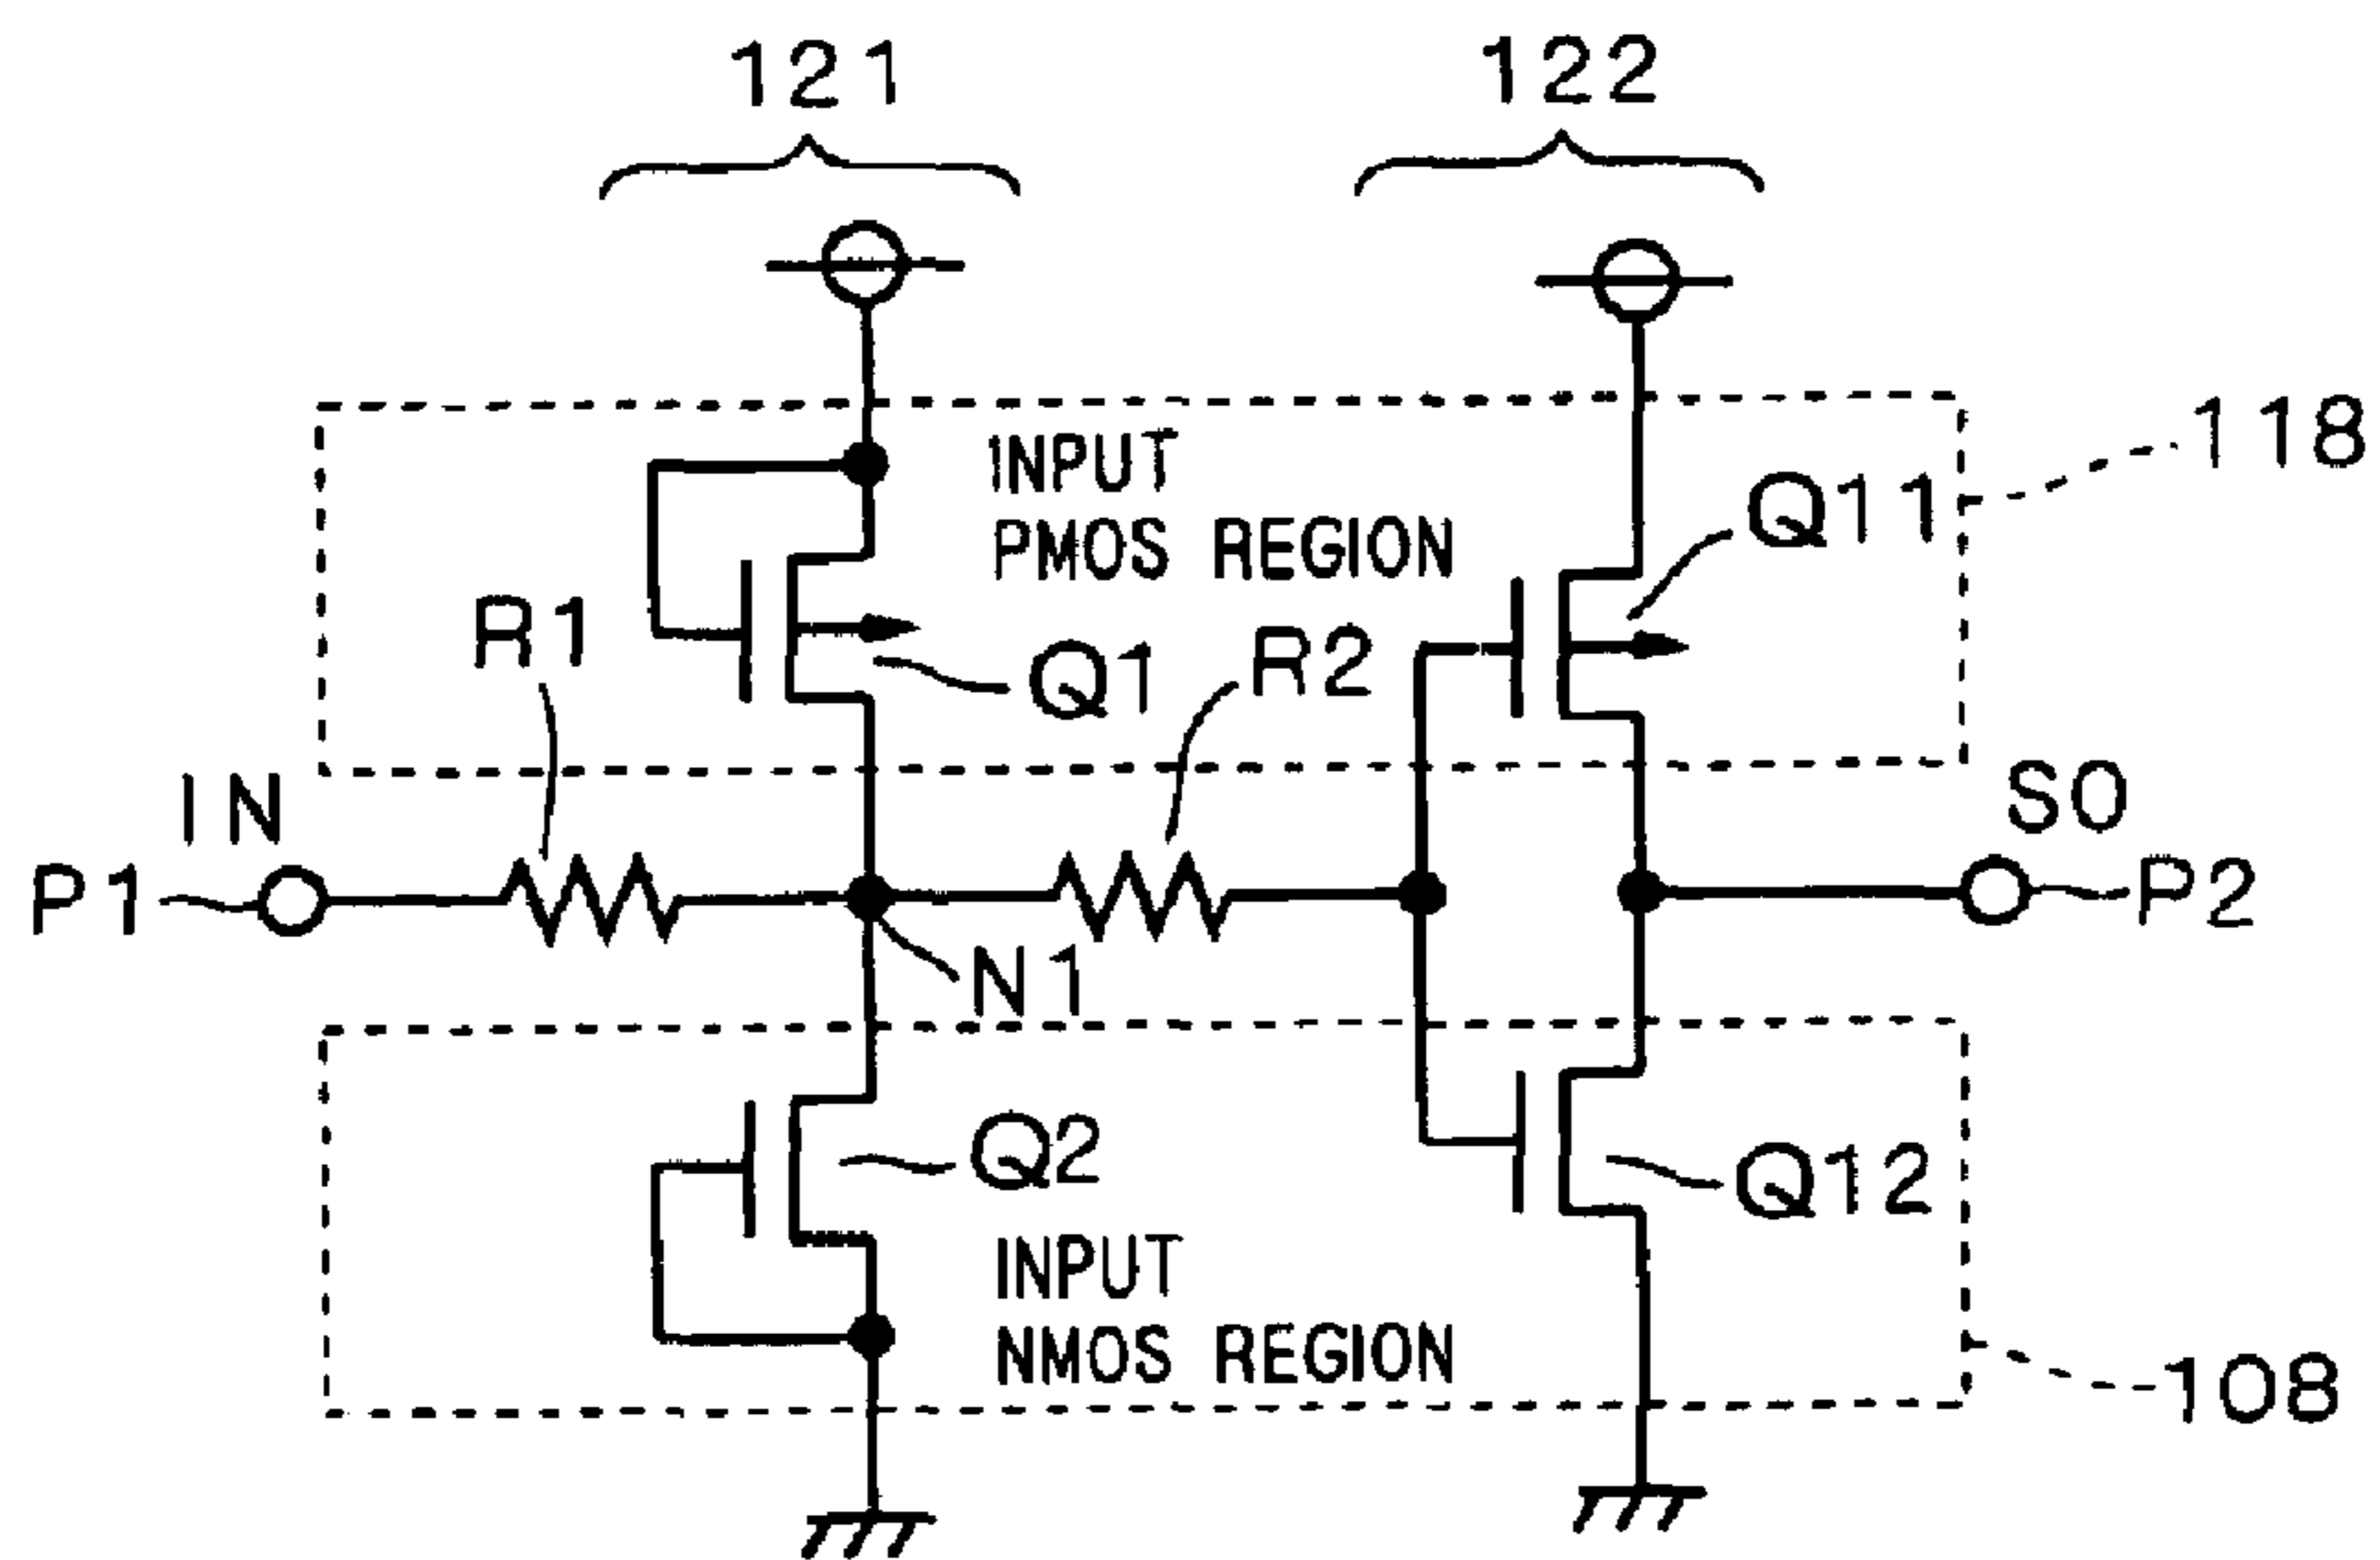 121
122
118
INPUT
PMOS REGION
Q11
R1
Q1
R2
IN
SO
P1
P2
N1
Q2
Q12
INPUT
NMOS REGION
108